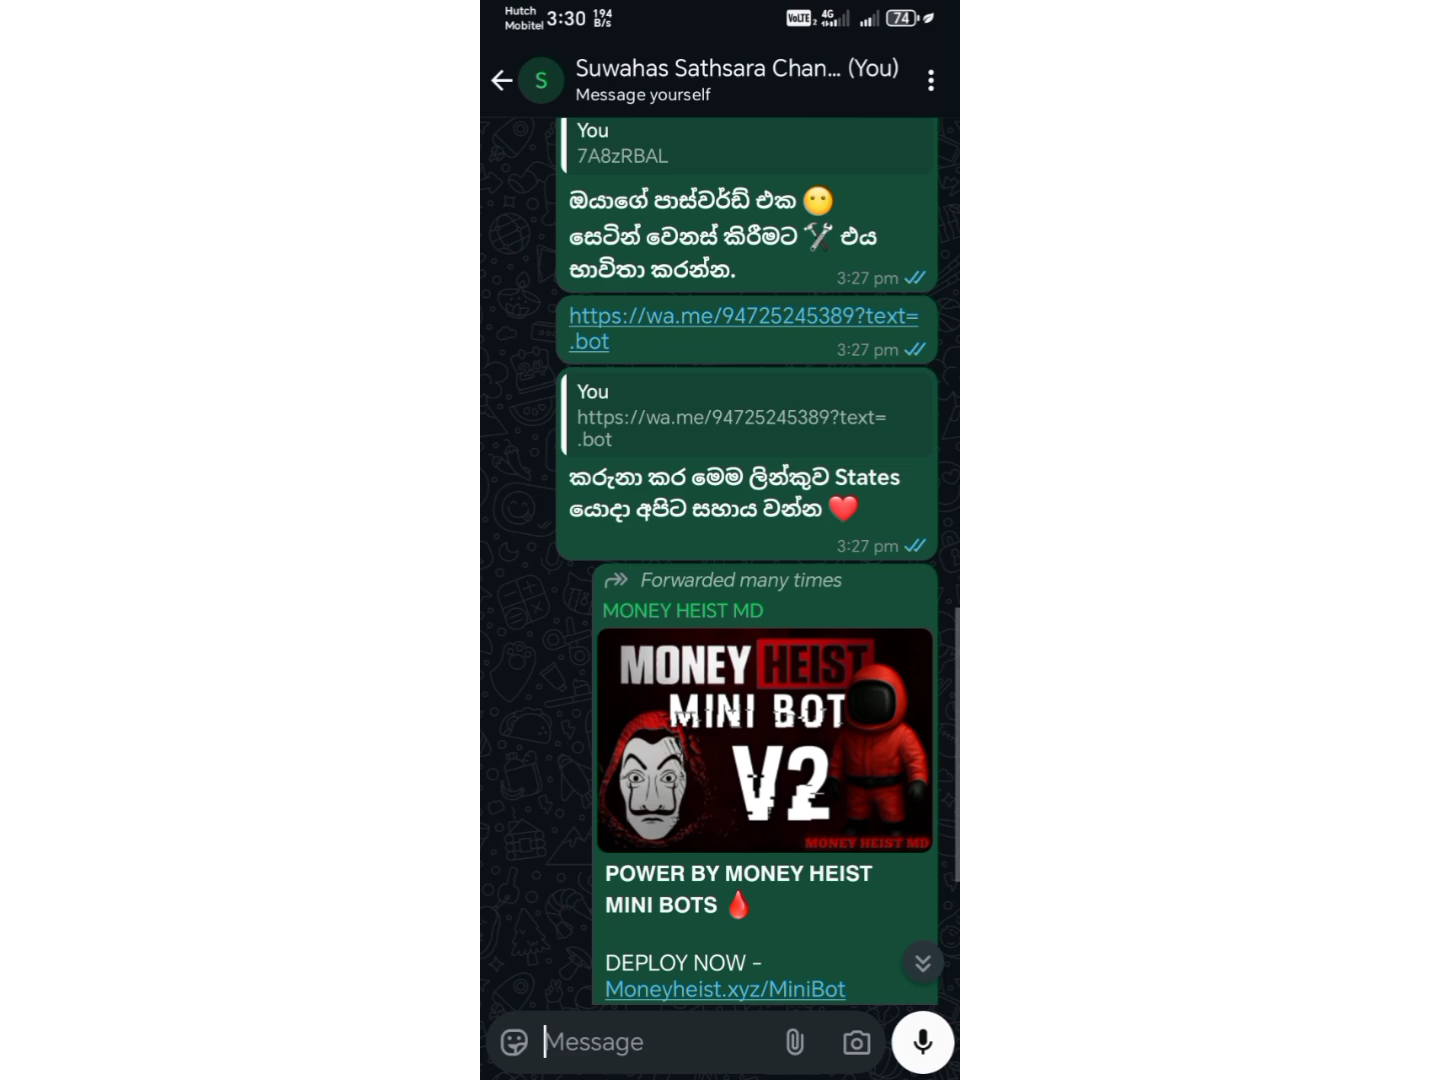 Hutch
Mobitel 3:30 194 B/s VoLTE 2 4G 74
S Suwahas Sathsara Chan... (You)
Message yourself
You
7A8zRBAL
ඔයාගේ පාස්වර්ඩ් එක 😶
සෙටින් වෙනස් කිරීමට 🛠️ එය
භාවිතා කරන්න. 3:27 pm
https://wa.me/94725245389?text=
.bot 3:27 pm
You
https://wa.me/94725245389?text=
.bot
කරුනා කර මෙම ලින්කුව States
යොදා අපිට සහාය වන්න ❤️
3:27 pm
Forwarded many times
MONEY HEIST MD
MONEY HEIST
MINI BOT
V2
MONEY HEIST MD
POWER BY MONEY HEIST
MINI BOTS 🩸
DEPLOY NOW -
Moneyheist.xyz/MiniBot
Message